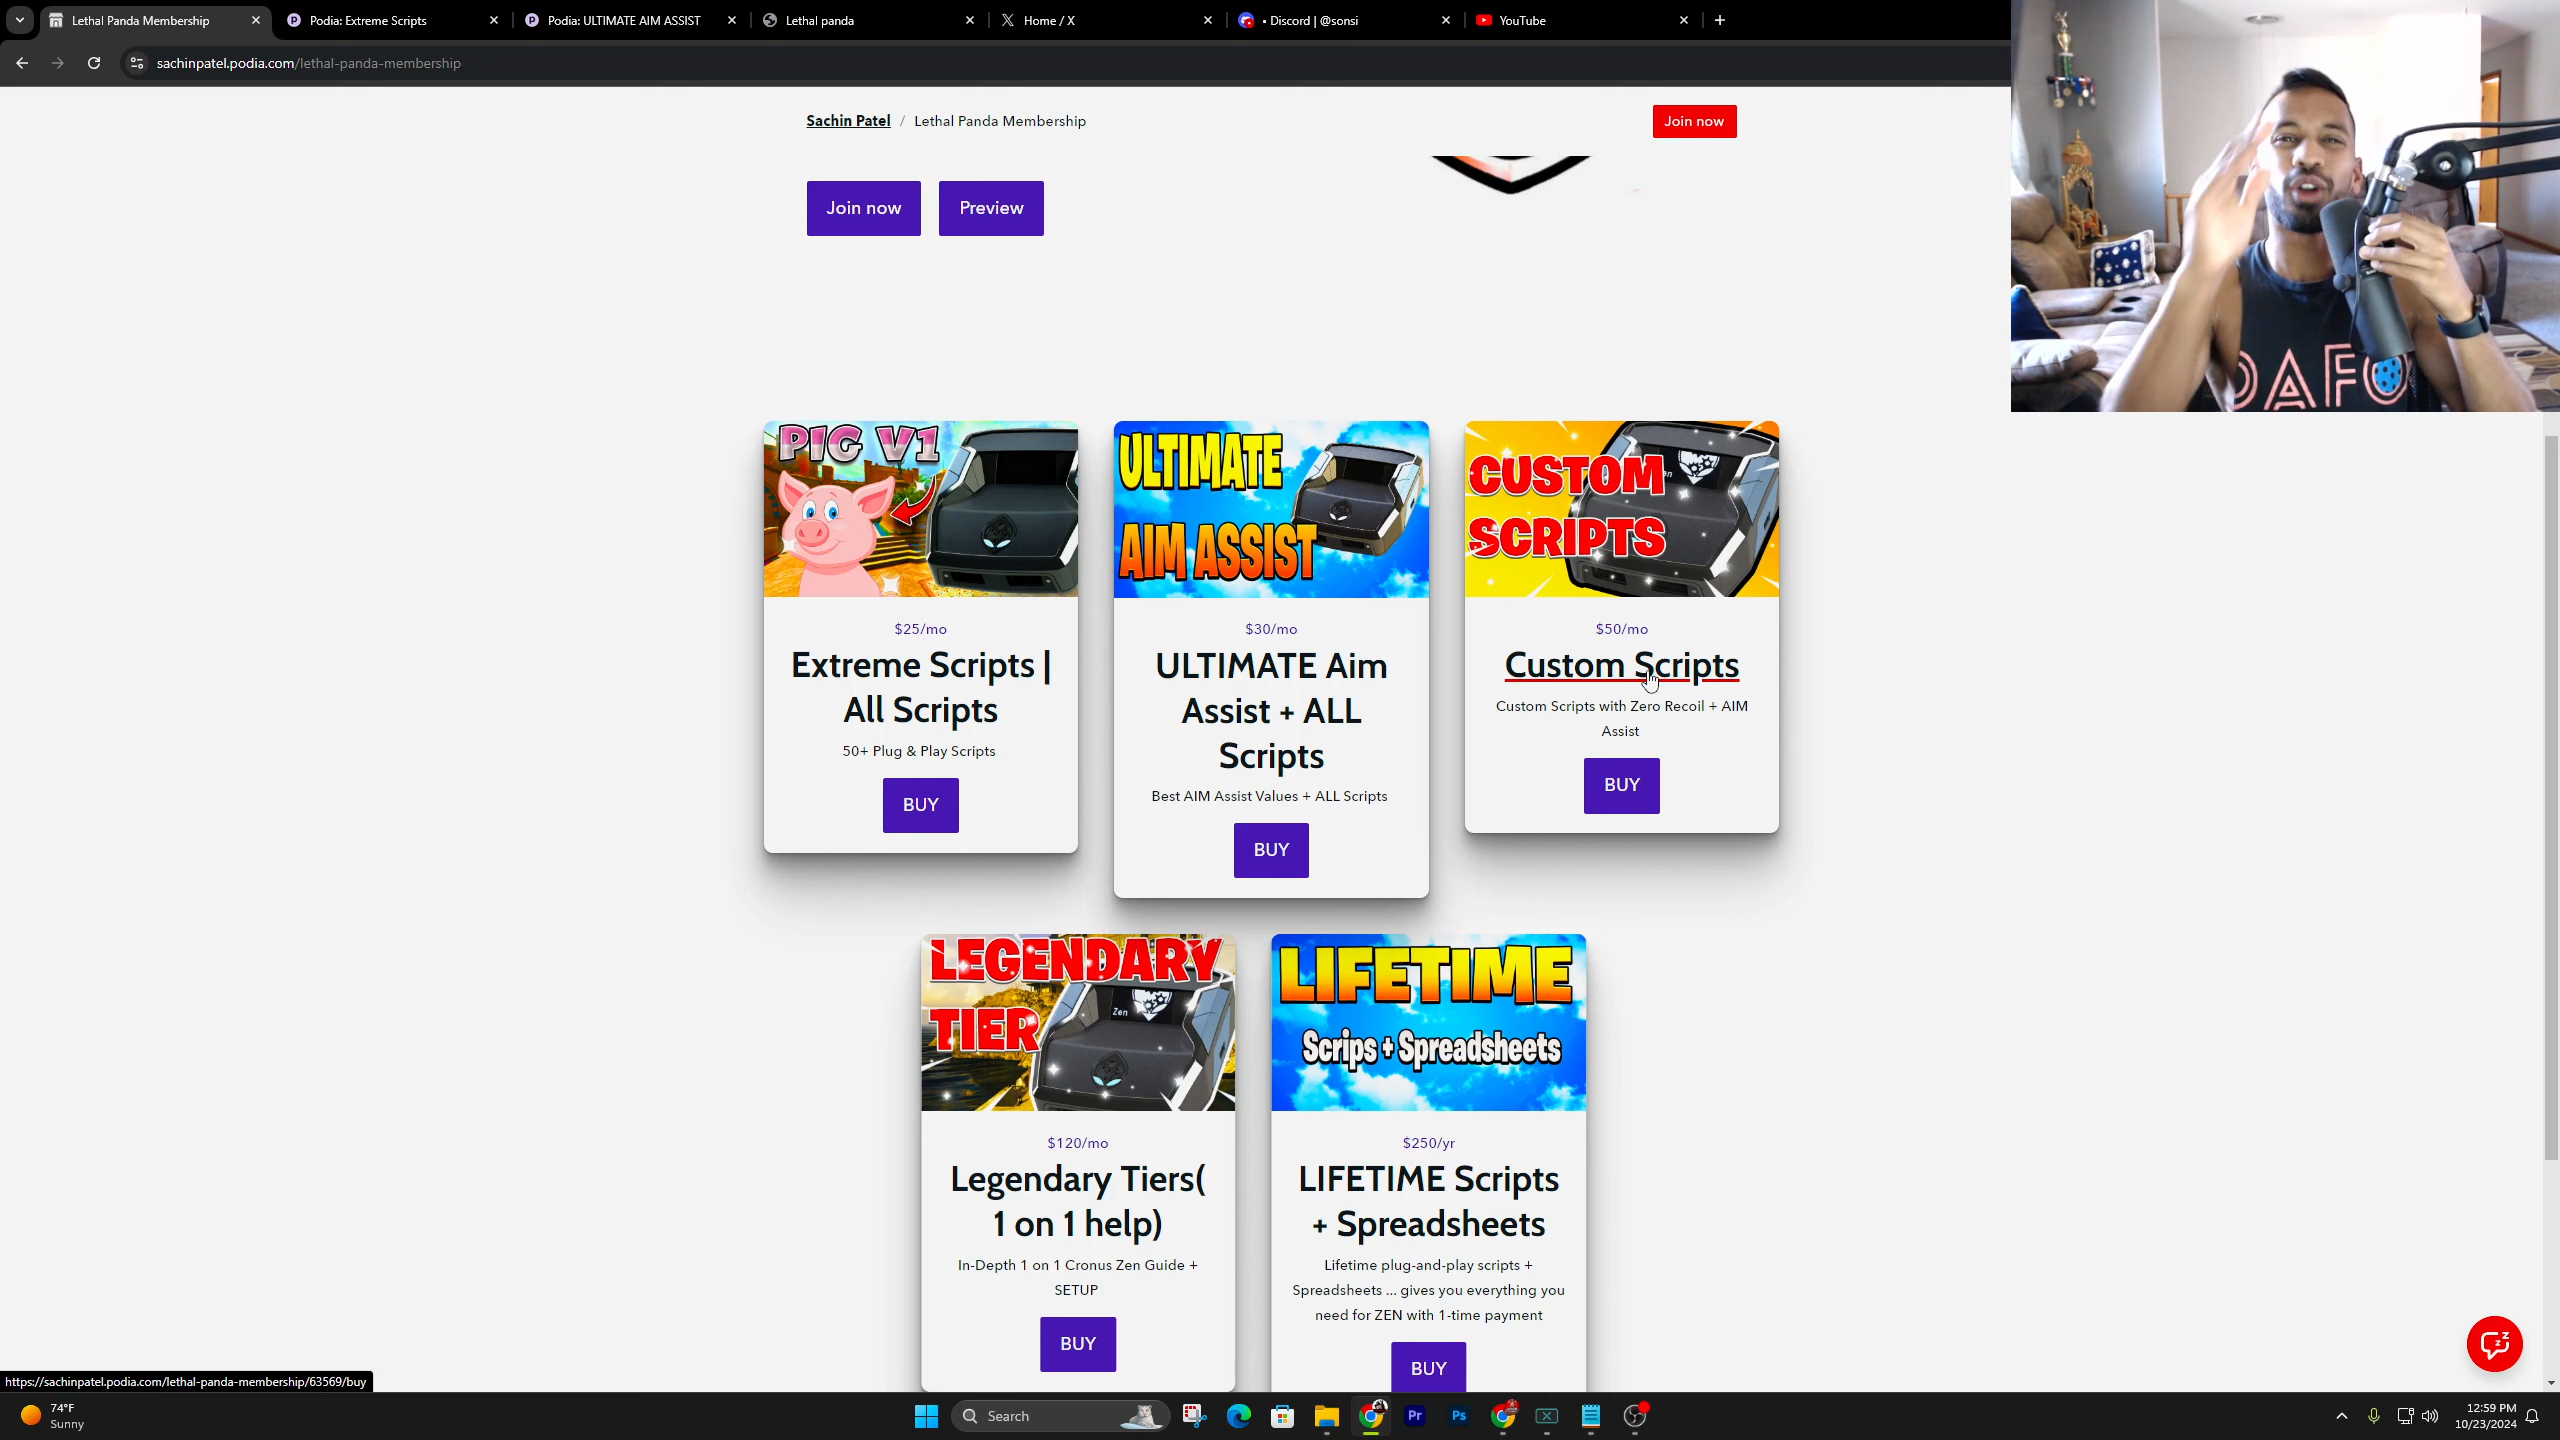 Lethal Panda Membership
Podia: Extreme Scripts
Podia: ULTIMATE AIM ASSIST
Lethal panda
Home / X
• Discord | @sonsi
YouTube
sachinpatel.podia.com/lethal-panda-membership
Sachin Patel / Lethal Panda Membership
Join now
Join now
Preview
PIG V1
ULTIMATE
AIM ASSIST
CUSTOM
SCRIPTS
$25/mo
Extreme Scripts |
All Scripts
50+ Plug & Play Scripts
BUY
$30/mo
ULTIMATE Aim
Assist + ALL
Scripts
Best AIM Assist Values + ALL Scripts
BUY
$50/mo
Custom Scripts
Custom Scripts with Zero Recoil + AIM
Assist
BUY
LEGENDARY
TIER
Zen
$120/mo
Legendary Tiers(
1 on 1 help)
In-Depth 1 on 1 Cronus Zen Guide +
SETUP
BUY
LIFETIME
Scrips + Spreadsheets
$250/yr
LIFETIME Scripts
+ Spreadsheets
Lifetime plug-and-play scripts +
Spreadsheets ... gives you everything you
need for ZEN with 1-time payment
BUY
https://sachinpatel.podia.com/lethal-panda-membership/63569/buy
74°F
Sunny
Search
Pr
Ps
12:59 PM
10/23/2024